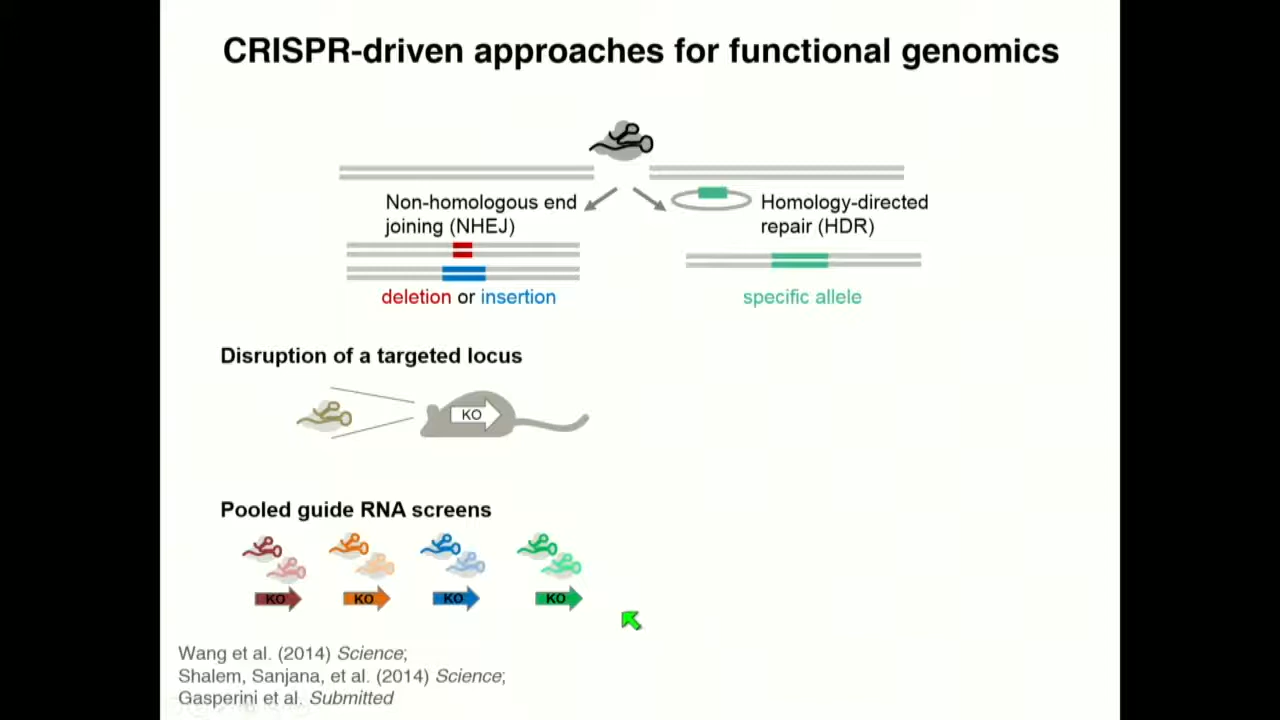 CRISPR-driven approaches for functional genomics
Non-homologous end
joining (NHEJ)
Homology-directed
repair (HDR)
deletion or insertion
specific allele
Disruption of a targeted locus
KO
Pooled guide RNA screens
KO KO KO KO
Wang et al. (2014) Science;
Shalem, Sanjana, et al. (2014) Science;
Gasperini et al. Submitted